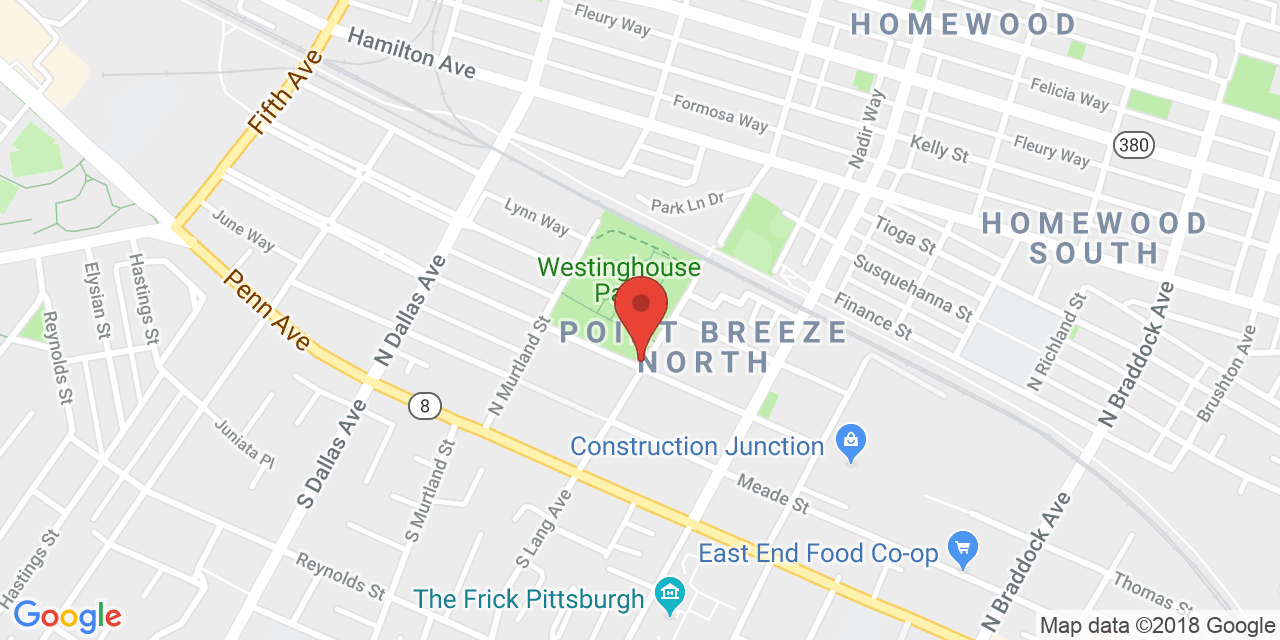 Fleury Way
HOMEWOOD
Hamilton Ave
Fifth Ave
Felicia Way
Formosa Way
Nadir Way
380
Kelly St
Fleury Way
Park Ln Dr
Lynn Way
June Way
HOMEWOOD
SOUTH
Tioga St
Susquehanna St
Finance St
Westinghouse
Pa
Elysian St
Hastings St
Penn Ave
N Dallas Ave
POINT BREEZE
NORTH
Reynolds St
N Murtland St
N Richland St
N Braddock Ave
Brushton Ave
8
Juniata Pl
S Dallas Ave
Construction Junction
S Murtland St
Meade St
S Lang Ave
East End Food Co-op
N Braddock Ave
Hastings St
Reynolds St
The Frick Pittsburgh
Thomas St
Google
Map data ©2018 Google